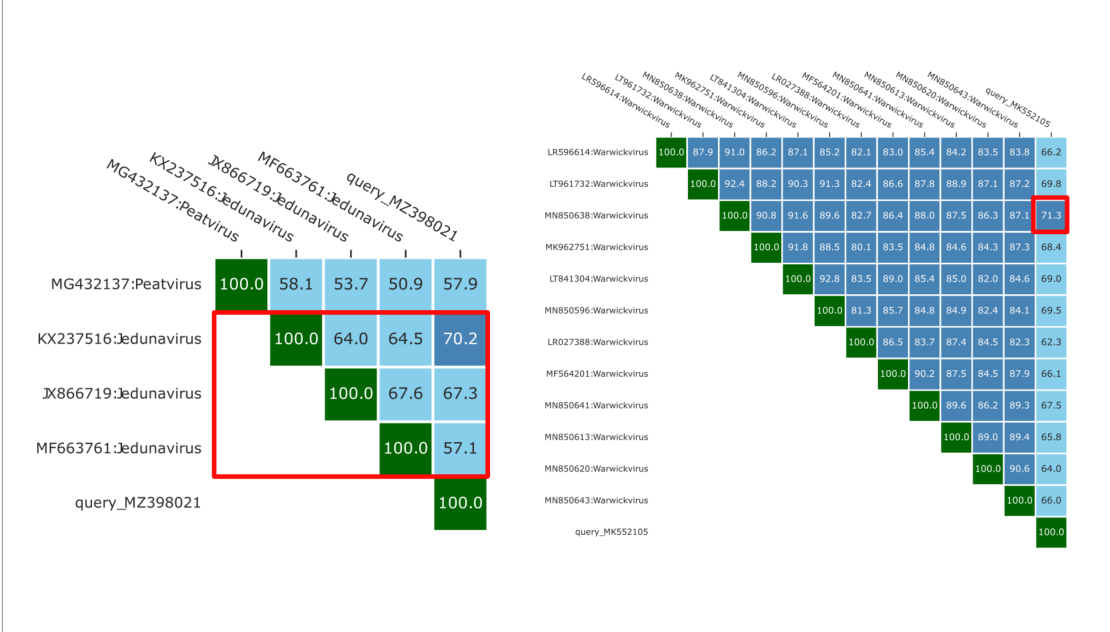 MG432137:Peatvirus
KX237516:Jedunavirus
JX866719:Jedunavirus
MF663761:Jedunavirus
query_MZ398021
MG432137:Peatvirus 100.0 58.1 53.7 50.9 57.9
KX237516:Jedunavirus 100.0 64.0 64.5 70.2
JX866719:Jedunavirus 100.0 67.6 67.3
MF663761:Jedunavirus 100.0 57.1
query_MZ398021 100.0
LR596614:Warwickvirus
LT961732:Warwickvirus
MN850638:Warwickvirus
MK962751:Warwickvirus
LT841304:Warwickvirus
MN850596:Warwickvirus
LR027388:Warwickvirus
MF564201:Warwickvirus
MN850641:Warwickvirus
MN850613:Warwickvirus
MN850620:Warwickvirus
MN850643:Warwickvirus
query_MK552105
LR596614:Warwickvirus 100.0 87.9 91.0 86.2 87.1 85.2 82.1 83.0 85.4 84.2 83.5 83.8 66.2
LT961732:Warwickvirus 100.0 92.4 88.2 90.3 91.3 82.4 86.6 87.8 88.9 87.1 87.2 69.8
MN850638:Warwickvirus 100.0 90.8 91.6 89.6 82.7 86.4 88.0 87.5 86.3 87.1 71.3
MK962751:Warwickvirus 100.0 91.8 88.5 80.1 83.5 84.8 84.6 84.3 87.3 68.4
LT841304:Warwickvirus 100.0 92.8 83.5 89.0 85.4 85.0 82.0 84.6 69.0
MN850596:Warwickvirus 100.0 81.3 85.7 84.8 84.9 82.4 84.1 69.5
LR027388:Warwickvirus 100.0 86.5 83.7 87.4 84.5 82.3 62.3
MF564201:Warwickvirus 100.0 90.2 87.5 84.5 87.9 66.1
MN850641:Warwickvirus 100.0 89.6 86.2 89.3 67.5
MN850613:Warwickvirus 100.0 89.0 89.4 65.8
MN850620:Warwickvirus 100.0 90.6 64.0
MN850643:Warwickvirus 100.0 66.0
query_MK552105 100.0